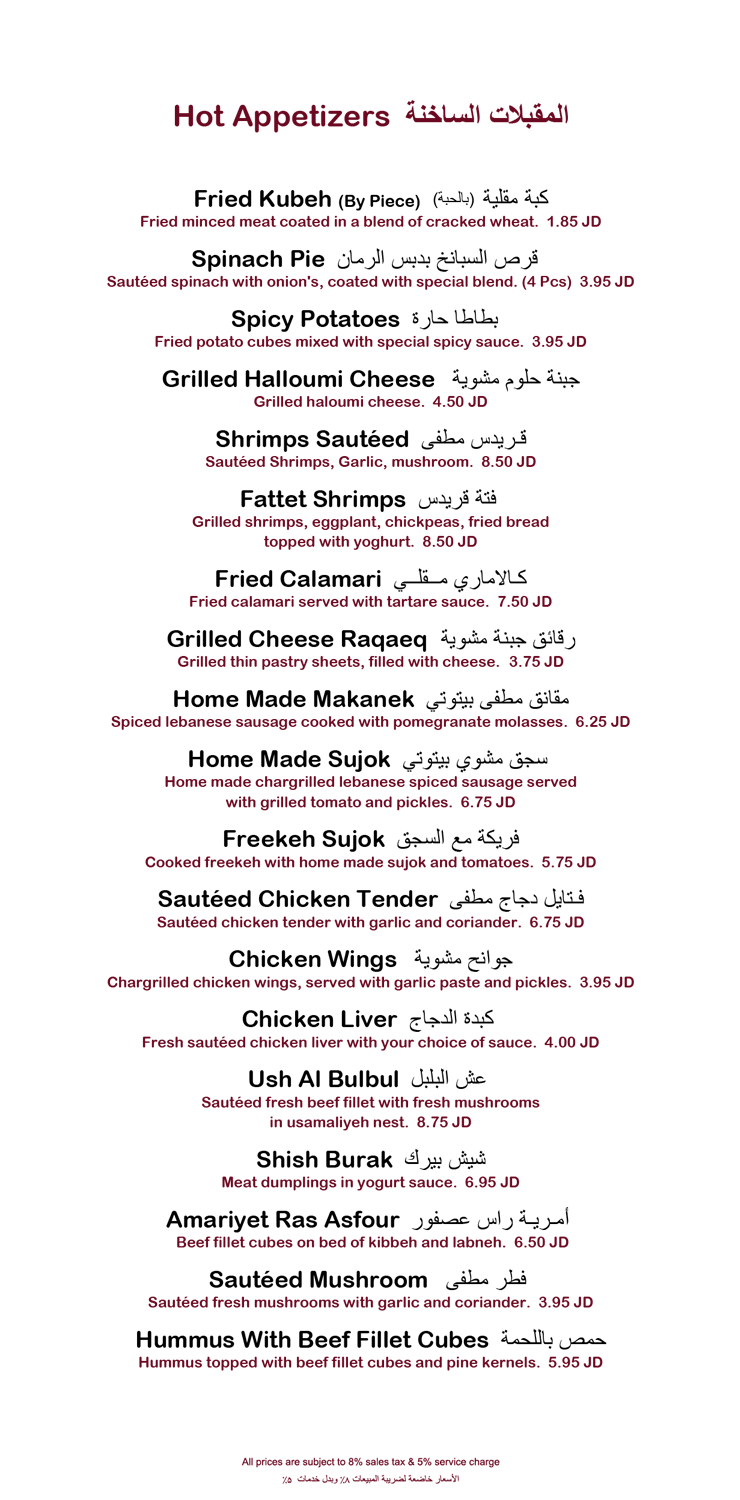 Hot Appetizers المقبلات الساخنة
Fried Kubeh (By Piece) كبة مقلية (بالحبة)
Fried minced meat coated in a blend of cracked wheat. 1.85 JD
Spinach Pie قرص السبانخ بدبس الرمان
Sautéed spinach with onion's, coated with special blend. (4 Pcs) 3.95 JD
Spicy Potatoes بطاطا حارة
Fried potato cubes mixed with special spicy sauce. 3.95 JD
Grilled Halloumi Cheese جبنة حلوم مشوية
Grilled haloumi cheese. 4.50 JD
Shrimps Sautéed قـريدس مطفى
Sautéed Shrimps, Garlic, mushroom. 8.50 JD
Fattet Shrimps فتة قريدس
Grilled shrimps, eggplant, chickpeas, fried bread
topped with yoghurt. 8.50 JD
Fried Calamari كـالاماري مــقلــي
Fried calamari served with tartare sauce. 7.50 JD
Grilled Cheese Raqaeq رقائق جبنة مشوية
Grilled thin pastry sheets, filled with cheese. 3.75 JD
Home Made Makanek مقانق مطفى بيتوتي
Spiced lebanese sausage cooked with pomegranate molasses. 6.25 JD
Home Made Sujok سجق مشوي بيتوتي
Home made chargrilled lebanese spiced sausage served
with grilled tomato and pickles. 6.75 JD
Freekeh Sujok فريكة مع السجق
Cooked freekeh with home made sujok and tomatoes. 5.75 JD
Sautéed Chicken Tender فـتايل دجاج مطفى
Sautéed chicken tender with garlic and coriander. 6.75 JD
Chicken Wings جوانح مشوية
Chargrilled chicken wings, served with garlic paste and pickles. 3.95 JD
Chicken Liver كبدة الدجاج
Fresh sautéed chicken liver with your choice of sauce. 4.00 JD
Ush Al Bulbul عش البلبل
Sautéed fresh beef fillet with fresh mushrooms
in usamaliyeh nest. 8.75 JD
Shish Burak شيش بيرك
Meat dumplings in yogurt sauce. 6.95 JD
Amariyet Ras Asfour أمـريـة راس عصفور
Beef fillet cubes on bed of kibbeh and labneh. 6.50 JD
Sautéed Mushroom فطر مطفى
Sautéed fresh mushrooms with garlic and coriander. 3.95 JD
Hummus With Beef Fillet Cubes حمص باللحمة
Hummus topped with beef fillet cubes and pine kernels. 5.95 JD
All prices are subject to 8% sales tax & 5% service charge
الأسعار خاضعة لضريبة المبيعات ٨٪ وبدل خدمات ٥٪